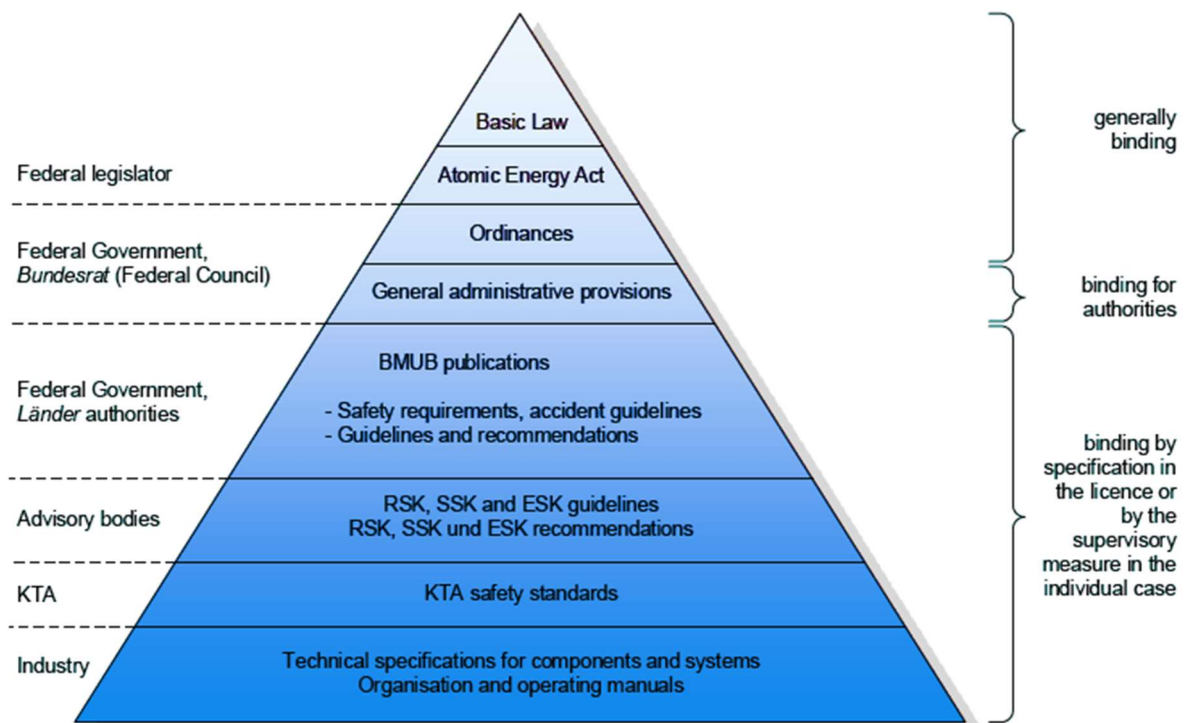 Basic Law
Federal legislator
Atomic Energy Act
Federal Government,
Bundesrat (Federal Council)
Ordinances
General administrative provisions
Federal Government,
Länder authorities
BMUB publications
- Safety requirements, accident guidelines
- Guidelines and recommendations
Advisory bodies
RSK, SSK and ESK guidelines
RSK, SSK und ESK recommendations
KTA
KTA safety standards
Industry
Technical specifications for components and systems
Organisation and operating manuals
generally
binding
binding for
authorities
binding by
specification in
the licence or
by the
supervisory
measure in the
individual case